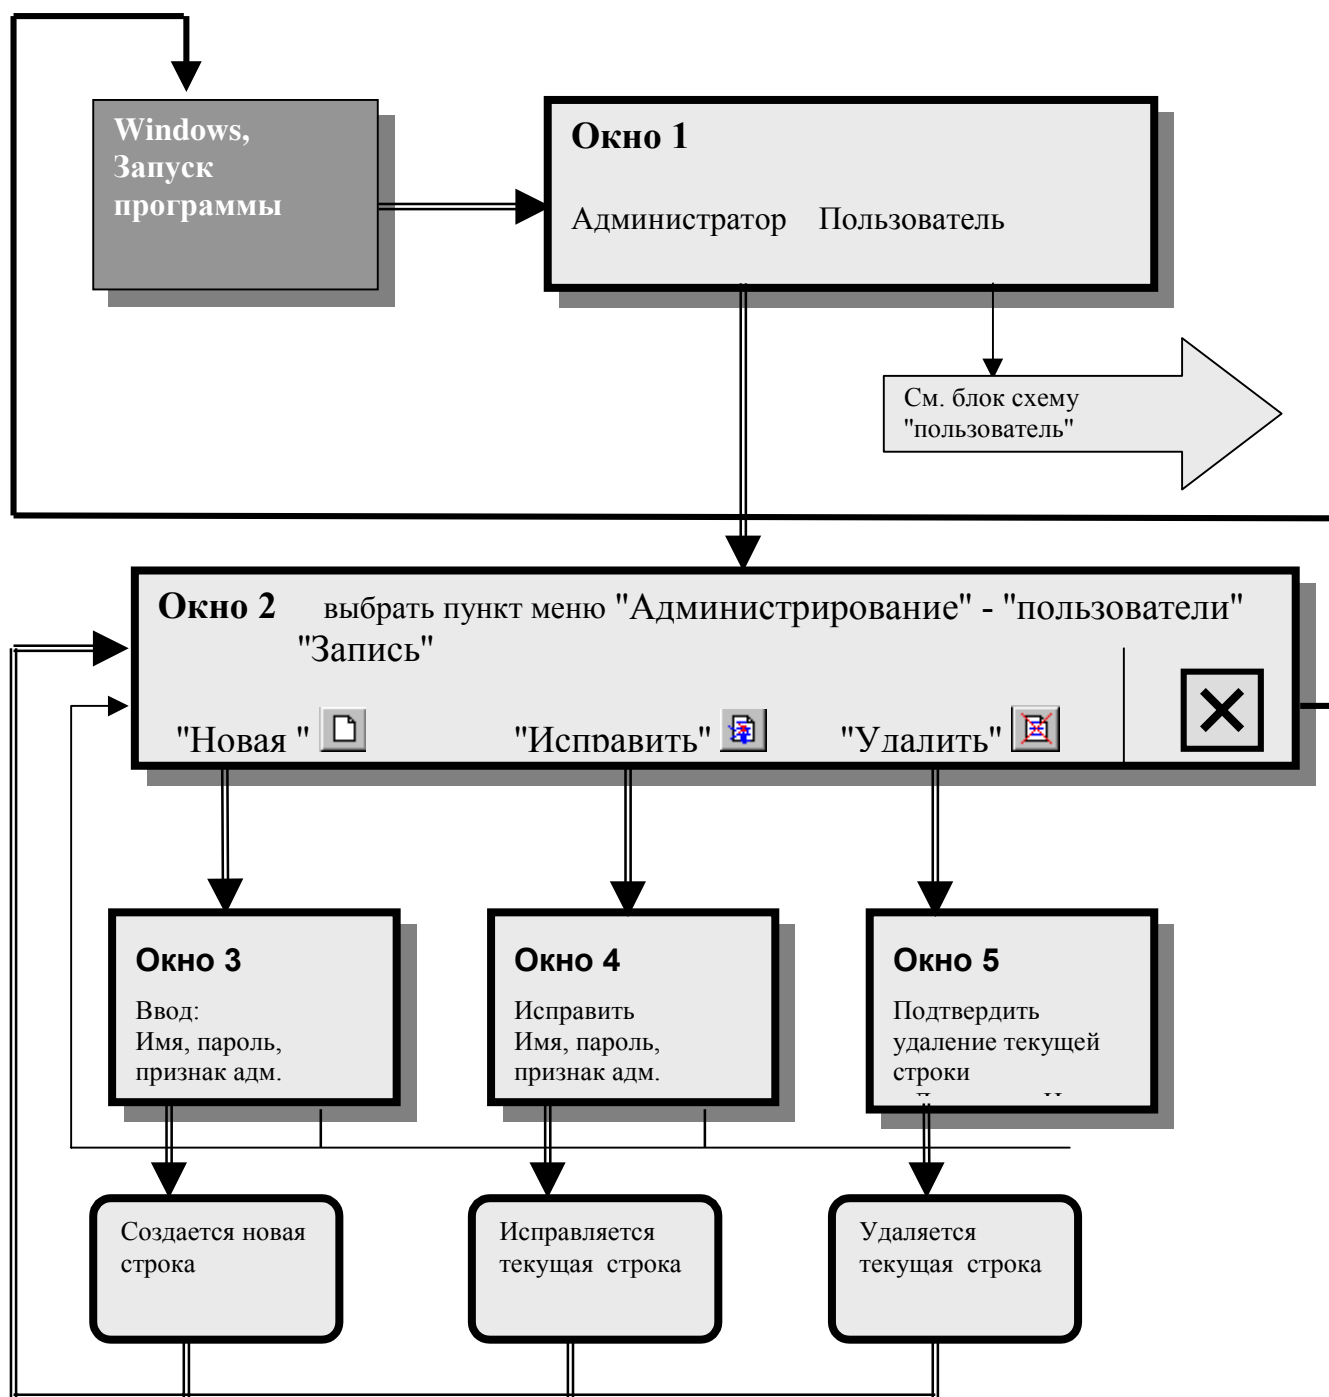 Windows,
Запуск
программы
Окно 1
Администратор Пользователь
См. блок схему
"пользователь"
Окно 2 выбрать пункт меню "Администрирование" - "пользователи"
"Запись"
"Новая " "Исправить" "Удалить"
Окно 3
Ввод:
Имя, пароль,
признак адм.
Окно 4
Исправить
Имя, пароль,
признак адм.
Окно 5
Подтвердить
удаление текущей
строки
Создается новая
строка
Исправляется
текущая строка
Удаляется
текущая строка